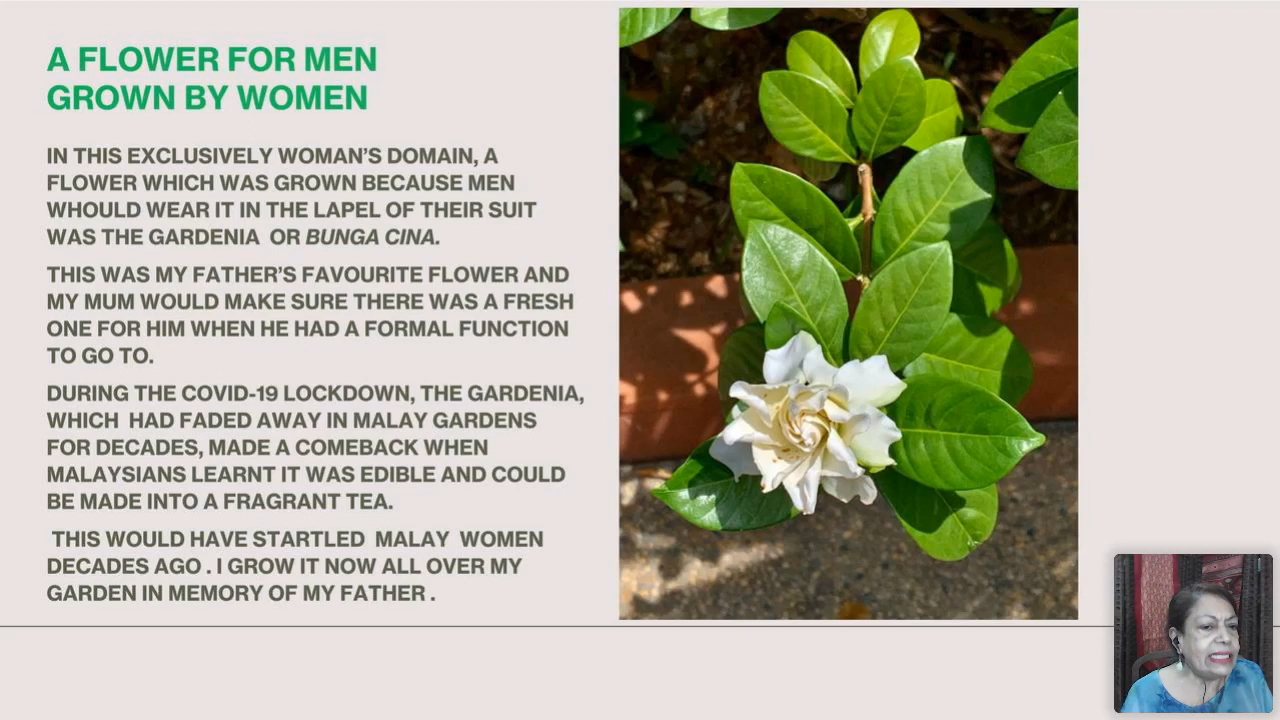 A FLOWER FOR MEN
GROWN BY WOMEN
IN THIS EXCLUSIVELY WOMAN'S DOMAIN, A
FLOWER WHICH WAS GROWN BECAUSE MEN
WHOULD WEAR IT IN THE LAPEL OF THEIR SUIT
WAS THE GARDENIA OR BUNGA CINA.
THIS WAS MY FATHER'S FAVOURITE FLOWER AND
MY MUM WOULD MAKE SURE THERE WAS A FRESH
ONE FOR HIM WHEN HE HAD A FORMAL FUNCTION
TO GO TO.
DURING THE COVID-19 LOCKDOWN, THE GARDENIA,
WHICH HAD FADED AWAY IN MALAY GARDENS
FOR DECADES, MADE A COMEBACK WHEN
MALAYSIANS LEARNT IT WAS EDIBLE AND COULD
BE MADE INTO A FRAGRANT TEA.
THIS WOULD HAVE STARTLED MALAY WOMEN
DECADES AGO . I GROW IT NOW ALL OVER MY
GARDEN IN MEMORY OF MY FATHER .